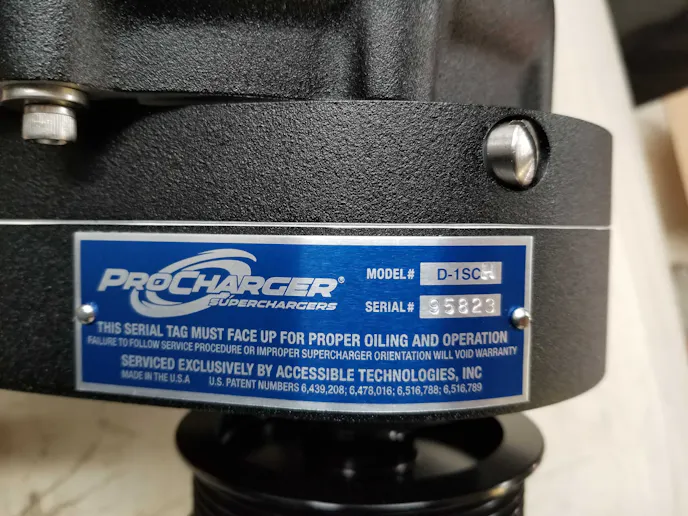 PROCHARGER®
SUPERCHARGERS
MODEL# D-1SC
SERIAL# 95823
THIS SERIAL TAG MUST FACE UP FOR PROPER OILING AND OPERATION
FAILURE TO FOLLOW SERVICE PROCEDURE OR IMPROPER SUPERCHARGER ORIENTATION WILL VOID WARRANTY
SERVICED EXCLUSIVELY BY ACCESSIBLE TECHNOLOGIES, INC
MADE IN THE U.S.A U.S. PATENT NUMBERS 6,439,208; 6,478,016; 6,516,788; 6,516,789